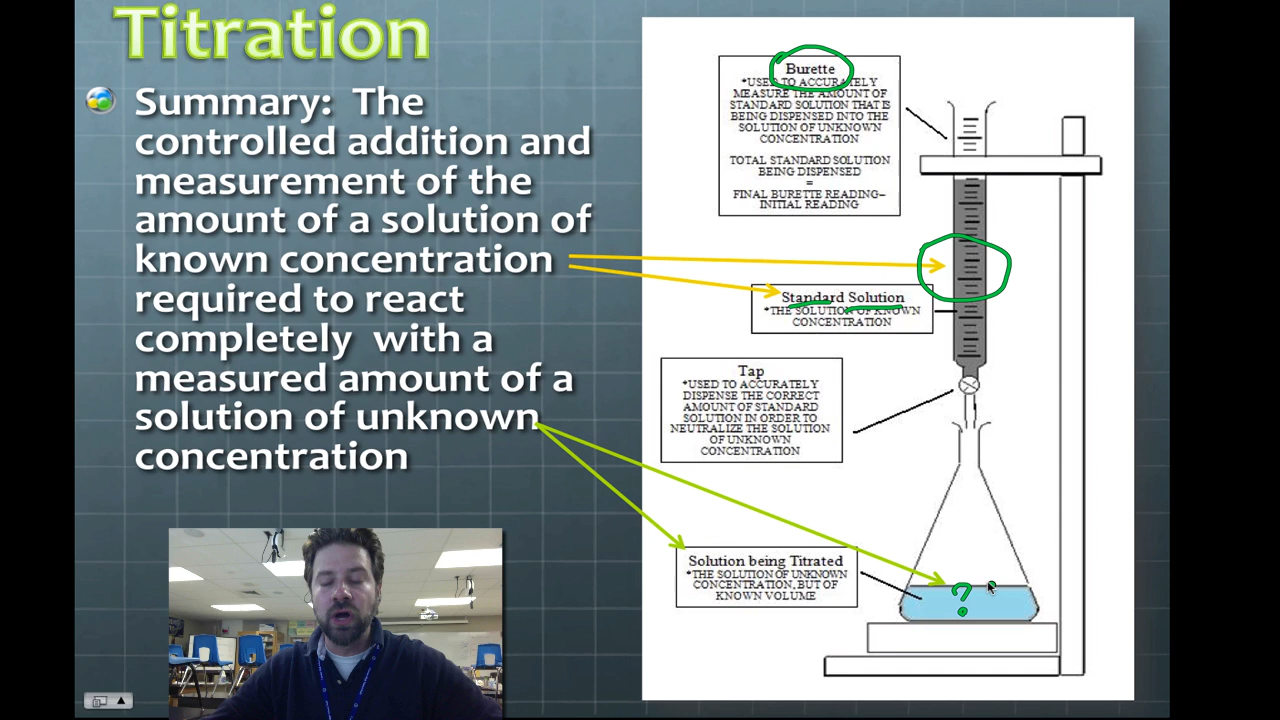 Titration
Summary: The
controlled addition and
measurement of the
amount of a solution of
known concentration
required to react
completely with a
measured amount of a
solution of unknown
concentration
Burette
*USED TO ACCURATELY
MEASURE THE AMOUNT OF
STANDARD SOLUTION THAT IS
BEING DISPENSED INTO THE
SOLUTION OF UNKNOWN
CONCENTRATION
TOTAL STANDARD SOLUTION
BEING DISPENSED
=
FINAL BURETTE READING–
INITIAL READING
Standard Solution
*THE SOLUTION OF KNOWN
CONCENTRATION
Tap
*USED TO ACCURATELY
DISPENSE THE CORRECT
AMOUNT OF STANDARD
SOLUTION IN ORDER TO
NEUTRALIZE THE SOLUTION
OF UNKNOWN
CONCENTRATION
Solution being Titrated
*THE SOLUTION OF UNKNOWN
CONCENTRATION, BUT OF
KNOWN VOLUME
?